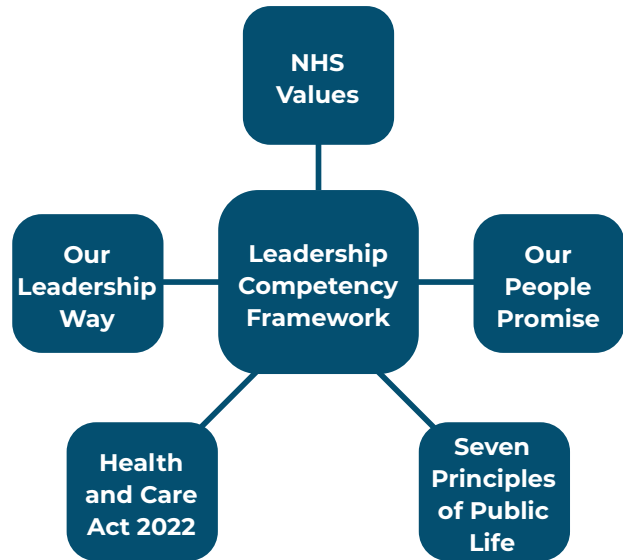 NHS
Values
Our
Leadership
Way
Leadership
Competency
Framework
Our
People
Promise
Health
and Care
Act 2022
Seven
Principles
of Public
Life